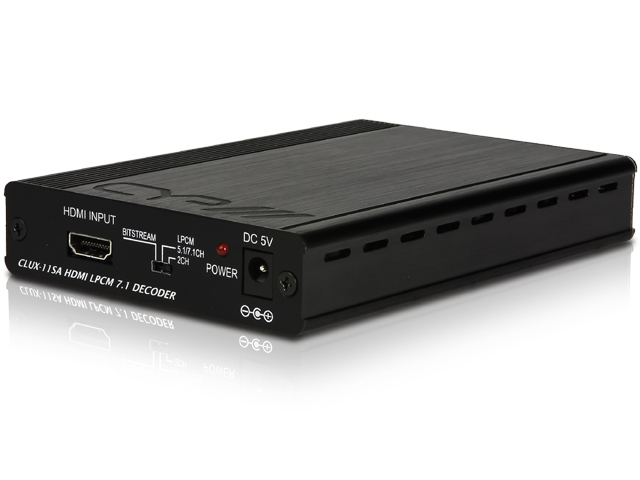 CYP
HDMI INPUT
BITSTREAM
LPCM
5.1/7.1CH
2CH
POWER
DC 5V
CLUX-11SA HDMI LPCM 7.1 DECODER